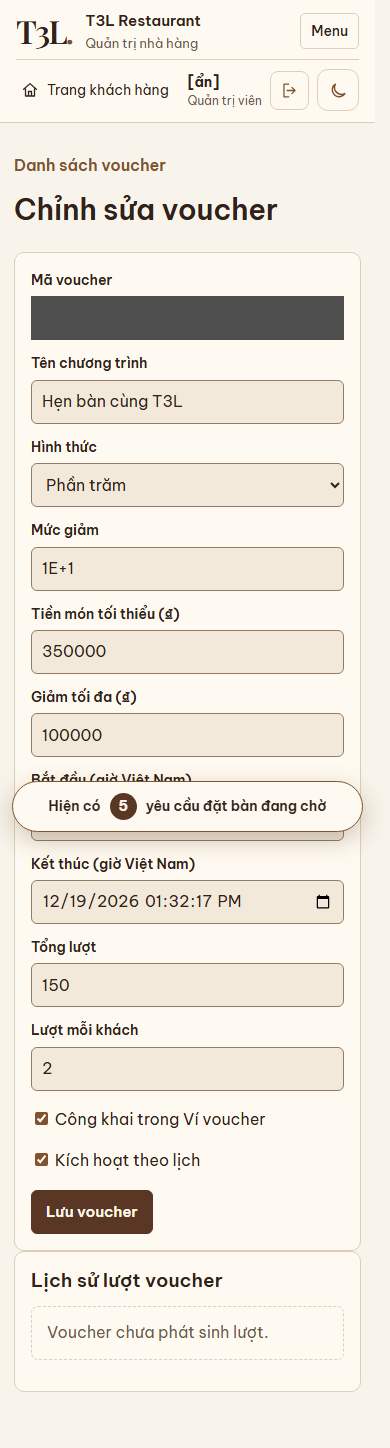 T3L.
T3L Restaurant
Quản trị nhà hàng
Menu
Trang khách hàng
[ẩn]
Quản trị viên
Danh sách voucher
Chỉnh sửa voucher
Mã voucher
Tên chương trình
Hẹn bàn cùng T3L
Hình thức
Phần trăm
Mức giảm
1E+1
Tiền món tối thiểu (₫)
350000
Giảm tối đa (₫)
100000
Bắt đầu (giờ Việt Nam)
Hiện có 5 yêu cầu đặt bàn đang chờ
Kết thúc (giờ Việt Nam)
12/19/2026 01:32:17 PM
Tổng lượt
150
Lượt mỗi khách
2
Công khai trong Ví voucher
Kích hoạt theo lịch
Lưu voucher
Lịch sử lượt voucher
Voucher chưa phát sinh lượt.